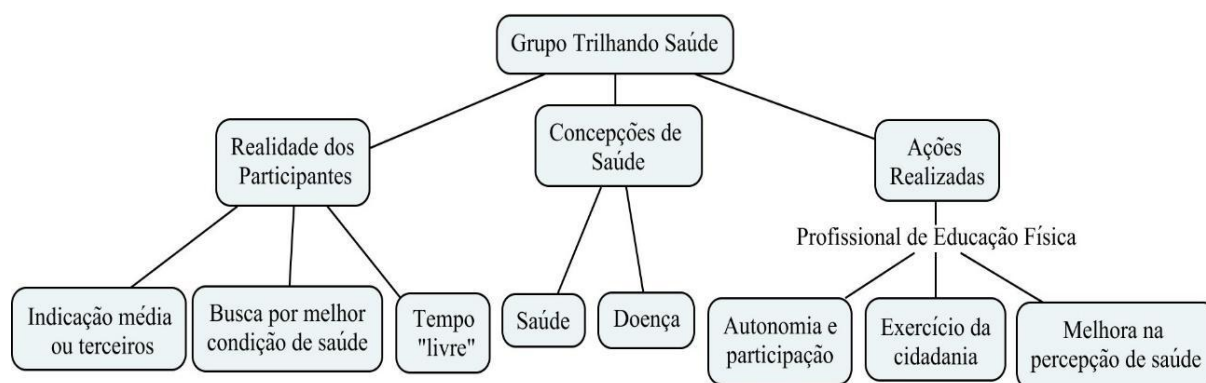 Grupo Trilhando Saúde
Realidade dos
Participantes
Concepções de
Saúde
Ações
Realizadas
Profissional de Educação Física
Indicação média
ou terceiros
Busca por melhor
condição de saúde
Tempo
"livre"
Saúde
Doença
Autonomia e
participação
Exercício da
cidadania
Melhora na
percepção de saúde